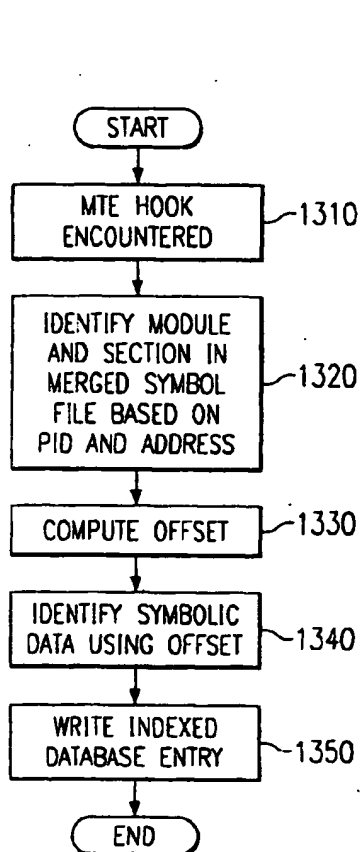 START
MTE HOOK
ENCOUNTERED
1310
IDENTIFY MODULE
AND SECTION IN
MERGED SYMBOL
FILE BASED ON
PID AND ADDRESS
1320
COMPUTE OFFSET
1330
IDENTIFY SYMBOLIC
DATA USING OFFSET
1340
WRITE INDEXED
DATABASE ENTRY
1350
END